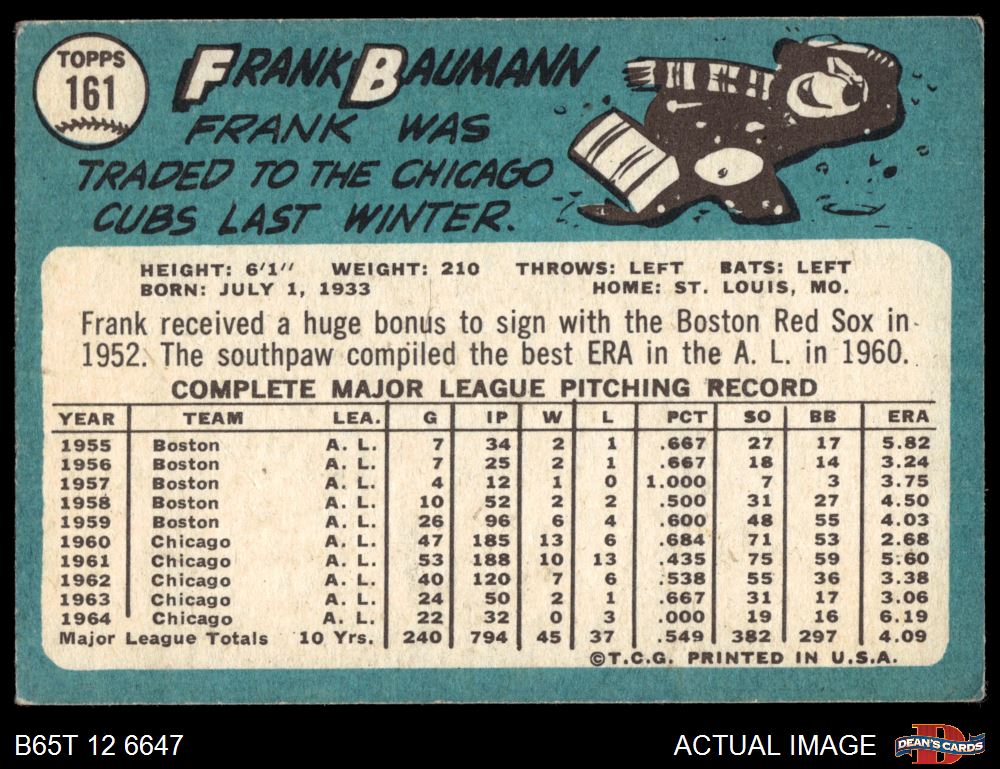 TOPPS
161
FRANK BAUMANN
FRANK WAS
TRADED TO THE CHICAGO
CUBS LAST WINTER.
HEIGHT: 6'1" WEIGHT: 210 THROWS: LEFT BATS: LEFT
BORN: JULY 1, 1933 HOME: ST. LOUIS, MO.
Frank received a huge bonus to sign with the Boston Red Sox in
1952. The southpaw compiled the best ERA in the A. L. in 1960.
COMPLETE MAJOR LEAGUE PITCHING RECORD
YEAR TEAM LEA. G IP W L PCT SO BB ERA
1955 Boston A. L. 7 34 2 1 .667 27 17 5.82
1956 Boston A. L. 7 25 2 1 .667 18 14 3.24
1957 Boston A. L. 4 12 1 0 1.000 7 3 3.75
1958 Boston A. L. 10 52 2 2 .500 31 27 4.50
1959 Boston A. L. 26 96 6 4 .600 48 55 4.03
1960 Chicago A. L. 47 185 13 6 .684 71 53 2.68
1961 Chicago A. L. 53 188 10 13 .435 75 59 5.60
1962 Chicago A. L. 40 120 7 6 .538 55 36 3.38
1963 Chicago A. L. 24 50 2 1 .667 31 17 3.06
1964 Chicago A. L. 22 32 0 3 .000 19 16 6.19
Major League Totals 10 Yrs. 240 794 45 37 .549 382 297 4.09
©T.C.G. PRINTED IN U.S.A.
B65T 12 6647 ACTUAL IMAGE D DEAN'S CARDS